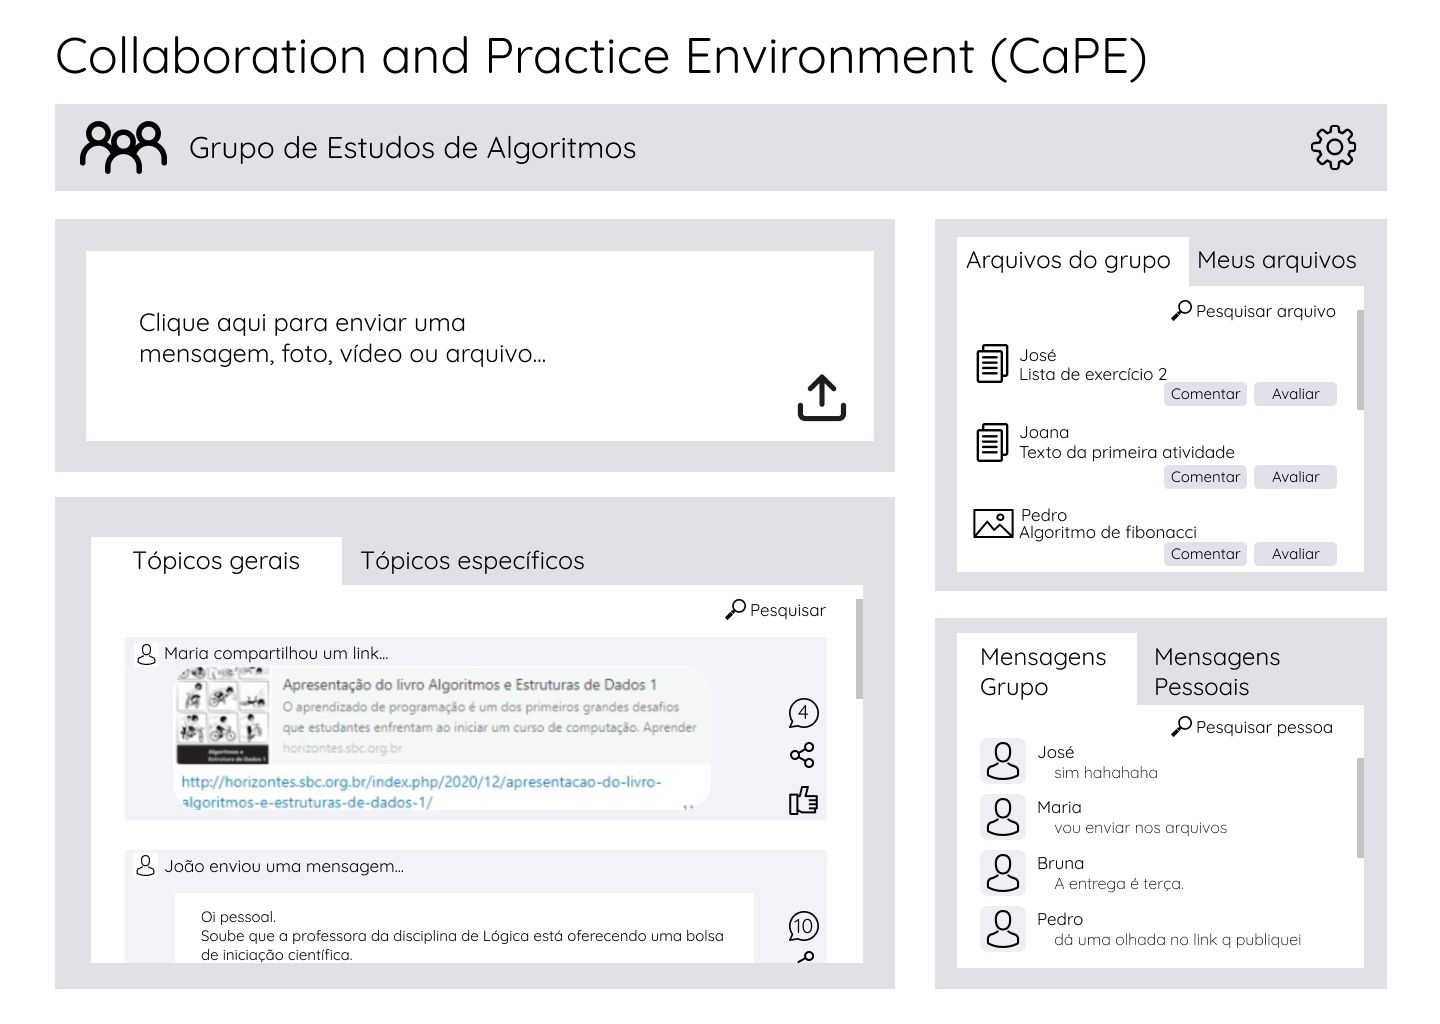 Collaboration and Practice Environment (CaPE)
Grupo de Estudos de Algoritmos
Clique aqui para enviar uma
mensagem, foto, vídeo ou arquivo...
Tópicos gerais
Tópicos específicos
Pesquisar
Maria compartilhou um link...
Apresentação do livro Algoritmos e Estruturas de Dados 1
O aprendizado de programação é um dos primeiros grandes desafios
que estudantes enfrentam ao iniciar um curso de computação. Aprender
horizontes.sbc.org.br
Algoritmos e
Estrutura de Dados 1
http://horizontes.sbc.org.br/index.php/2020/12/apresentacao-do-livro-
algoritmos-e-estruturas-de-dados-1/
4
João enviou uma mensagem...
Oi pessoal.
Soube que a professora da disciplina de Lógica está oferecendo uma bolsa
de iniciação científica.
10
Arquivos do grupo
Meus arquivos
Pesquisar arquivo
José
Lista de exercício 2
Comentar
Avaliar
Joana
Texto da primeira atividade
Comentar
Avaliar
Pedro
Algoritmo de fibonacci
Comentar
Avaliar
Mensagens
Grupo
Mensagens
Pessoais
Pesquisar pessoa
José
sim hahahaha
Maria
vou enviar nos arquivos
Bruna
A entrega é terça.
Pedro
dá uma olhada no link q publiquei